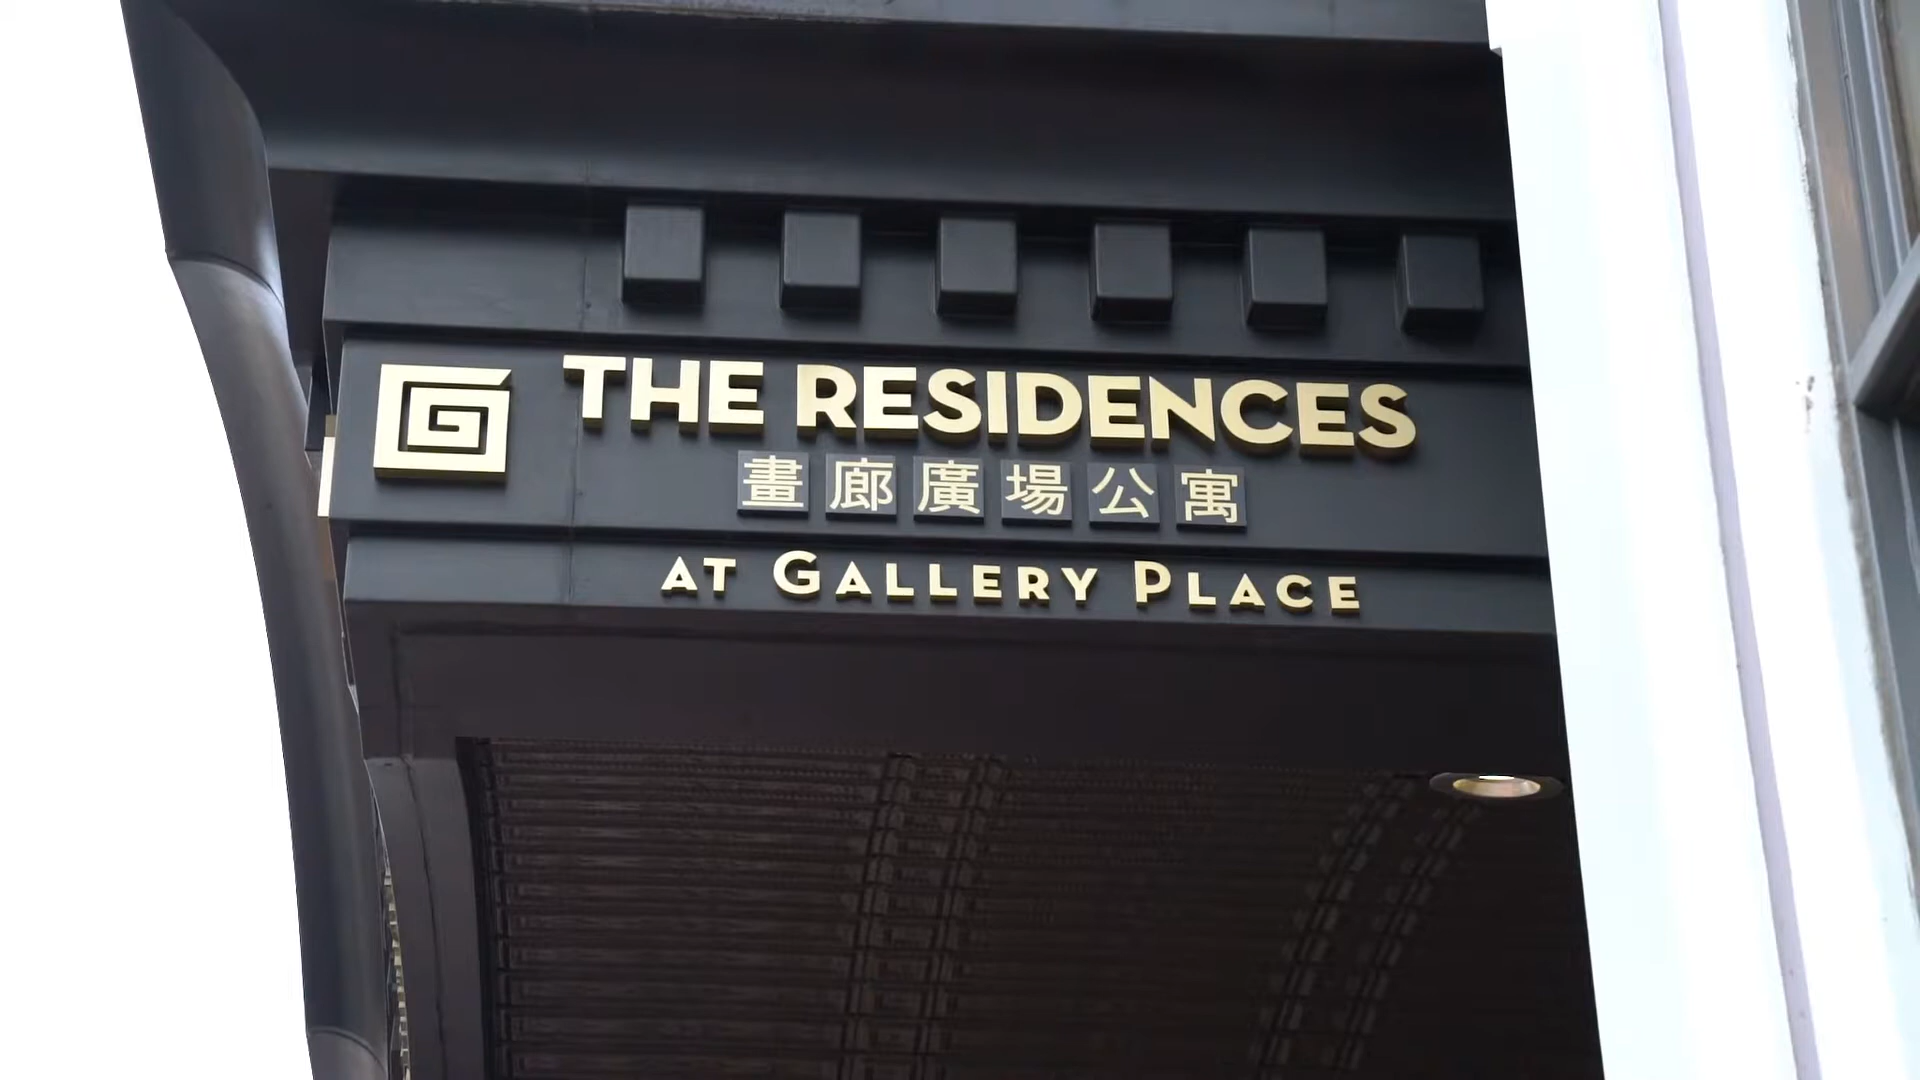 THE RESIDENCES
畫廊廣場公寓
AT GALLERY PLACE